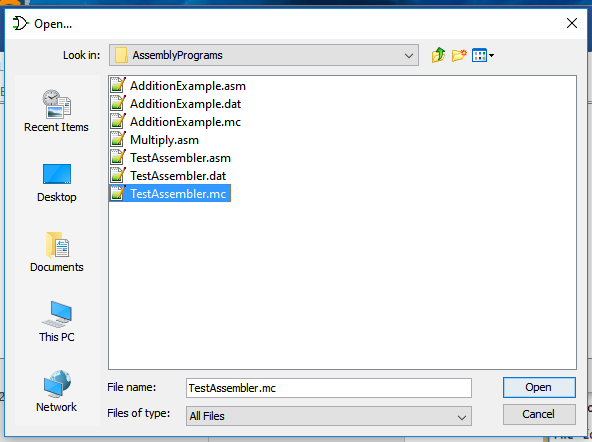 Open...
Look in:
AssemblyPrograms
Recent Items
Desktop
Documents
This PC
Network
AdditionExample.asm
AdditionExample.dat
AdditionExample.mc
Multiply.asm
TestAssembler.asm
TestAssembler.dat
TestAssembler.mc
File name:
TestAssembler.mc
Open
Files of type:
All Files
Cancel